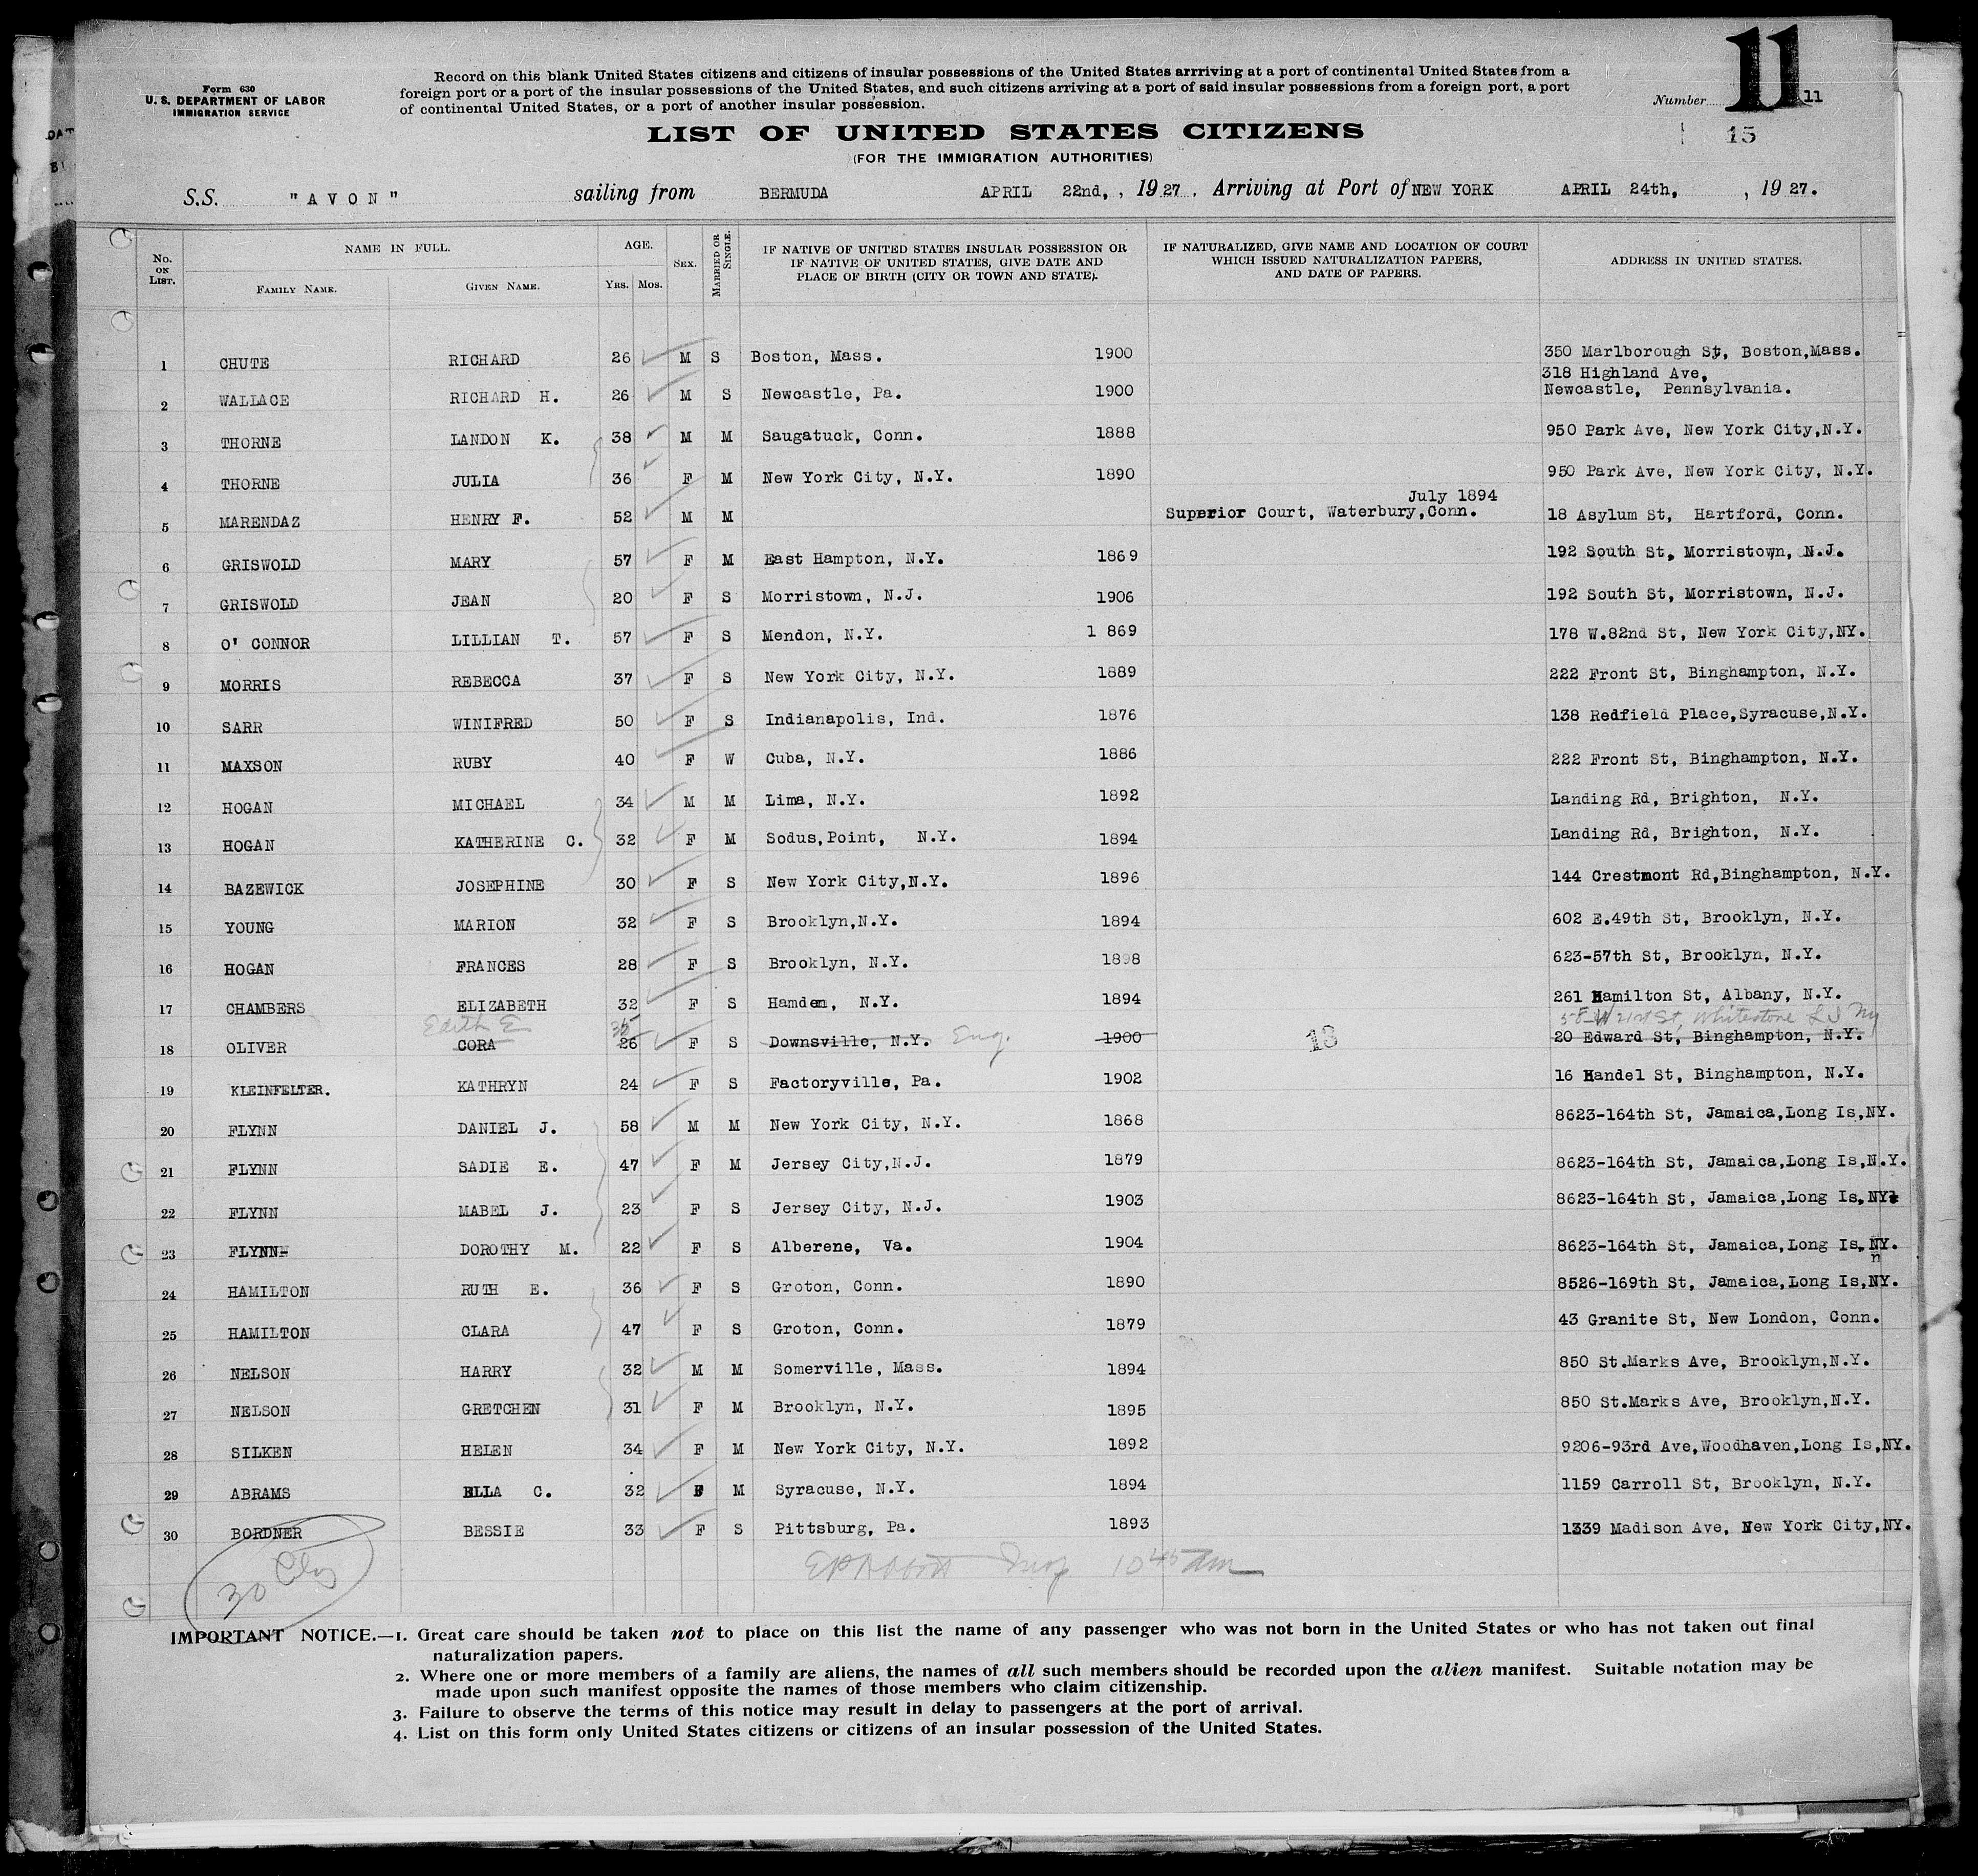 Form 630
U. S. DEPARTMENT OF LABOR
IMMIGRATION SERVICE
Record on this blank United States citizens and citizens of insular possessions of the United States arrriving at a port of continental United States from a
foreign port or a port of the insular possessions of the United States, and such citizens arriving at a port of said insular possessions from a foreign port, a port
of continental United States, or a port of another insular possession.
Number 11 11
15
LIST OF UNITED STATES CITIZENS
(FOR THE IMMIGRATION AUTHORITIES)
S.S. "AVON" sailing from BERMUDA APRIL 22nd, , 1927. Arriving at Port of NEW YORK APRIL 24th, , 1927.
No. on List. NAME IN FULL. Family Name. Given Name. AGE. Yrs. Mos. Sex. Married or Single. IF NATIVE OF UNITED STATES INSULAR POSSESSION OR IF NATIVE OF UNITED STATES, GIVE DATE AND PLACE OF BIRTH (CITY OR TOWN AND STATE). IF NATURALIZED, GIVE NAME AND LOCATION OF COURT WHICH ISSUED NATURALIZATION PAPERS, AND DATE OF PAPERS. ADDRESS IN UNITED STATES.
1 CHUTE RICHARD 26 M S Boston, Mass. 1900 350 Marlborough St, Boston,Mass.
318 Highland Ave,
2 WALLACE RICHARD H. 26 M S Newcastle, Pa. 1900 Newcastle, Pennsylvania.
3 THORNE LANDON K. 38 M M Saugatuck, Conn. 1888 950 Park Ave, New York City,N.Y.
4 THORNE JULIA 36 F M New York City, N.Y. 1890 950 Park Ave, New York City, N.Y.
July 1894
5 MARENDAZ HENRY F. 52 M M Superior Court, Waterbury,Conn. 18 Asylum St, Hartford, Conn.
6 GRISWOLD MARY 57 F M East Hampton, N.Y. 1869 192 South St, Morristown, N.J.
7 GRISWOLD JEAN 20 F S Morristown, N.J. 1906 192 South St, Morristown, N.J.
8 O' CONNOR LILLIAN T. 57 F S Mendon, N.Y. 1 869 178 W.82nd St, New York City,NY.
9 MORRIS REBECCA 37 F S New York City, N.Y. 1889 222 Front St, Binghampton, N.Y.
10 SARR WINIFRED 50 F S Indianapolis, Ind. 1876 138 Redfield Place,Syracuse,N.Y.
11 MAXSON RUBY 40 F W Cuba, N.Y. 1886 222 Front St, Binghampton, N.Y.
12 HOGAN MICHAEL 34 M M Lima, N.Y. 1892 Landing Rd, Brighton, N.Y.
13 HOGAN KATHERINE C. 32 F M Sodus,Point, N.Y. 1894 Landing Rd, Brighton, N.Y.
14 BAZEWICK JOSEPHINE 30 F S New York City,N.Y. 1896 144 Crestmont Rd,Binghampton, N.Y.
15 YOUNG MARION 32 F S Brooklyn,N.Y. 1894 602 E.49th St, Brooklyn, N.Y.
16 HOGAN FRANCES 28 F S Brooklyn, N.Y. 1898 623-57th St, Brooklyn, N.Y.
17 CHAMBERS ELIZABETH 32 F S Hamden, N.Y. 1894 261 Hamilton St, Albany, N.Y.
Edith E 21st St, Whitestone L I NY
18 OLIVER CORA 26 F S Downsville, N.Y. Eng. 1900 13 20 Edward St, Binghampton, N.Y.
19 KLEINFELTER. KATHRYN 24 F S Factoryville, Pa. 1902 16 Handel St, Binghampton, N.Y.
20 FLYNN DANIEL J. 58 M M New York City, N.Y. 1868 8623-164th St, Jamaica,Long Is,NY.
21 FLYNN SADIE E. 47 F M Jersey City,N.J. 1879 8623-164th St, Jamaica,Long Is,N.Y.
22 FLYNN MABEL J. 23 F S Jersey City, N.J. 1903 8623-164th St, Jamaica,Long Is,NY.
23 FLYNN DOROTHY M. 22 F S Alberene, Va. 1904 8623-164th St, Jamaica,Long Is,NY.
n
24 HAMILTON RUTH E. 36 F S Groton, Conn. 1890 8526-169th St, Jamaica,Long Is,NY.
25 HAMILTON CLARA 47 F S Groton, Conn. 1879 43 Granite St, New London, Conn.
26 NELSON HARRY 32 M M Somerville, Mass. 1894 850 St.Marks Ave, Brooklyn,N.Y.
27 NELSON GRETCHEN 31 F M Brooklyn, N.Y. 1895 850 St.Marks Ave, Brooklyn,N.Y.
28 SILKEN HELEN 34 F M New York City, N.Y. 1892 9206-93rd Ave,Woodhaven,Long Is,NY.
29 ABRAMS ELLA C. 32 F M Syracuse, N.Y. 1894 1159 Carroll St, Brooklyn, N.Y.
30 BORDNER BESSIE 33 F S Pittsburg, Pa. 1893 1339 Madison Ave, New York City,NY.
30 Insp 10 45 am
IMPORTANT NOTICE.—1. Great care should be taken not to place on this list the name of any passenger who was not born in the United States or who has not taken out final
naturalization papers.
2. Where one or more members of a family are aliens, the names of all such members should be recorded upon the alien manifest. Suitable notation may be
made upon such manifest opposite the names of those members who claim citizenship.
3. Failure to observe the terms of this notice may result in delay to passengers at the port of arrival.
4. List on this form only United States citizens or citizens of an insular possession of the United States.